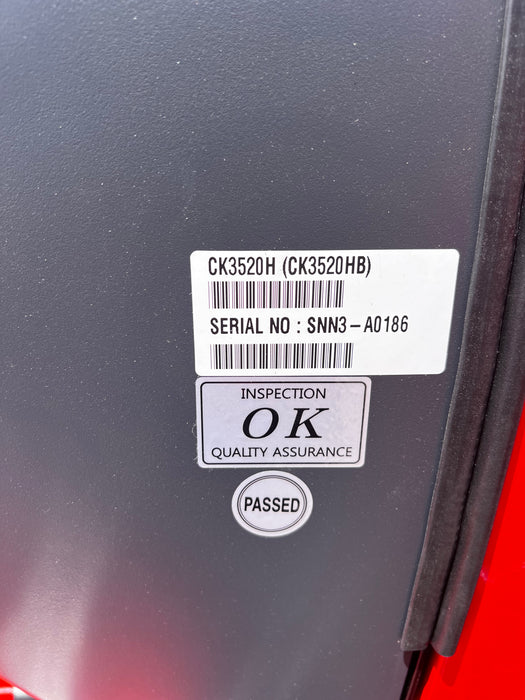 CK3520H (CK3520HB)
SERIAL NO : SNN3-A0186
INSPECTION
OK
QUALITY ASSURANCE
PASSED